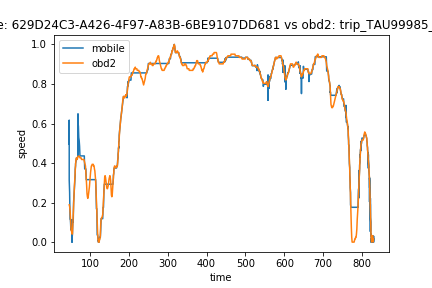 e: 629D24C3-A426-4F97-A83B-6BE9107DD681 vs obd2: trip_TAU99985_
mobile
obd2
1.0
0.8
0.6
0.4
0.2
0.0
speed
100 200 300 400 500 600 700 800
time